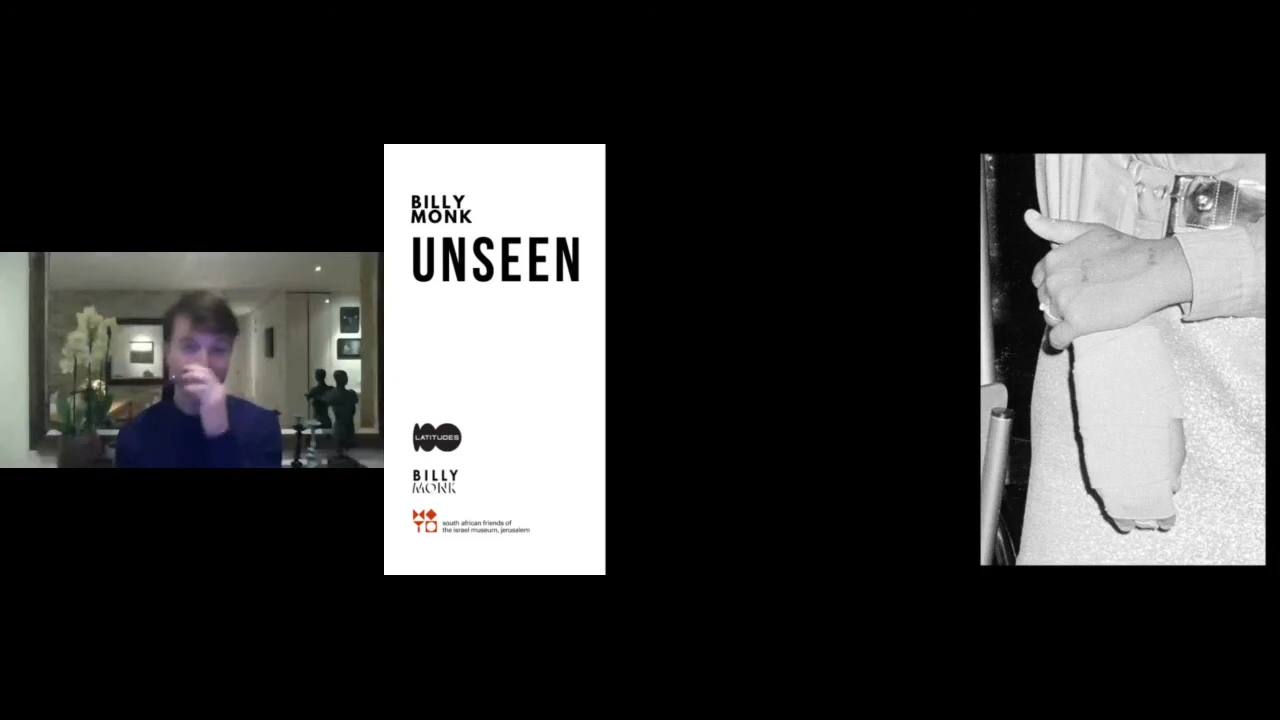 BILLY
MONK
UNSEEN
LATITUDES
BILLY
MONK
south african friends of
the israel museum, jerusalem